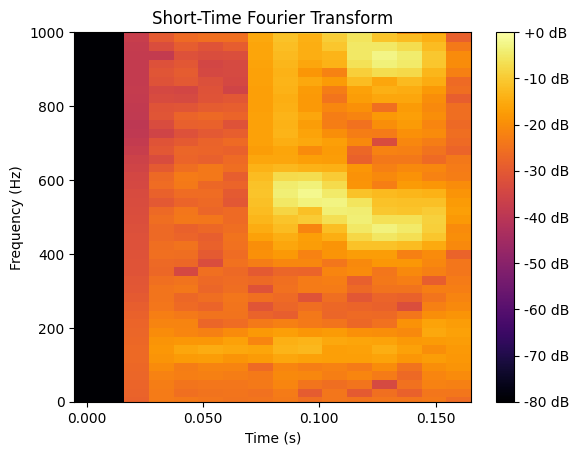 Short-Time Fourier Transform
1000
800
600
400
200
0
Frequency (Hz)
0.000
0.050
0.100
0.150
Time (s)
+0 dB
-10 dB
-20 dB
-30 dB
-40 dB
-50 dB
-60 dB
-70 dB
-80 dB